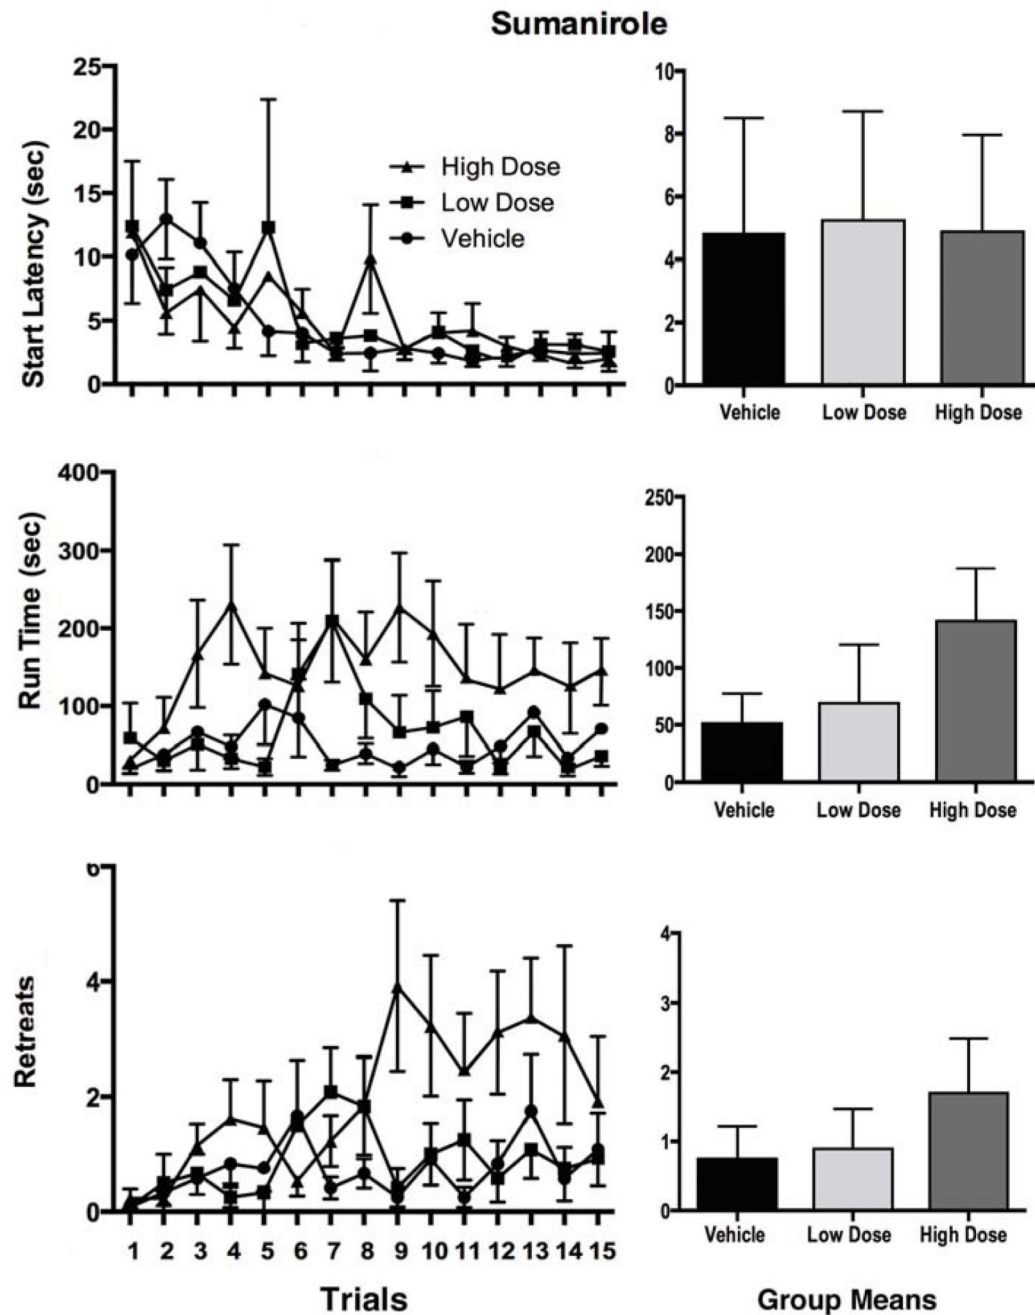 Sumanirole
Start Latency (sec)
25
20
15
10
5
0
High Dose
Low Dose
Vehicle
10
8
6
4
2
0
Vehicle Low Dose High Dose
Run Time (sec)
400
300
200
100
0
250
200
150
100
50
0
Vehicle Low Dose High Dose
Retreats
6
4
2
0
1 2 3 4 5 6 7 8 9 10 11 12 13 14 15
Trials
4
3
2
1
0
Vehicle Low Dose High Dose
Group Means